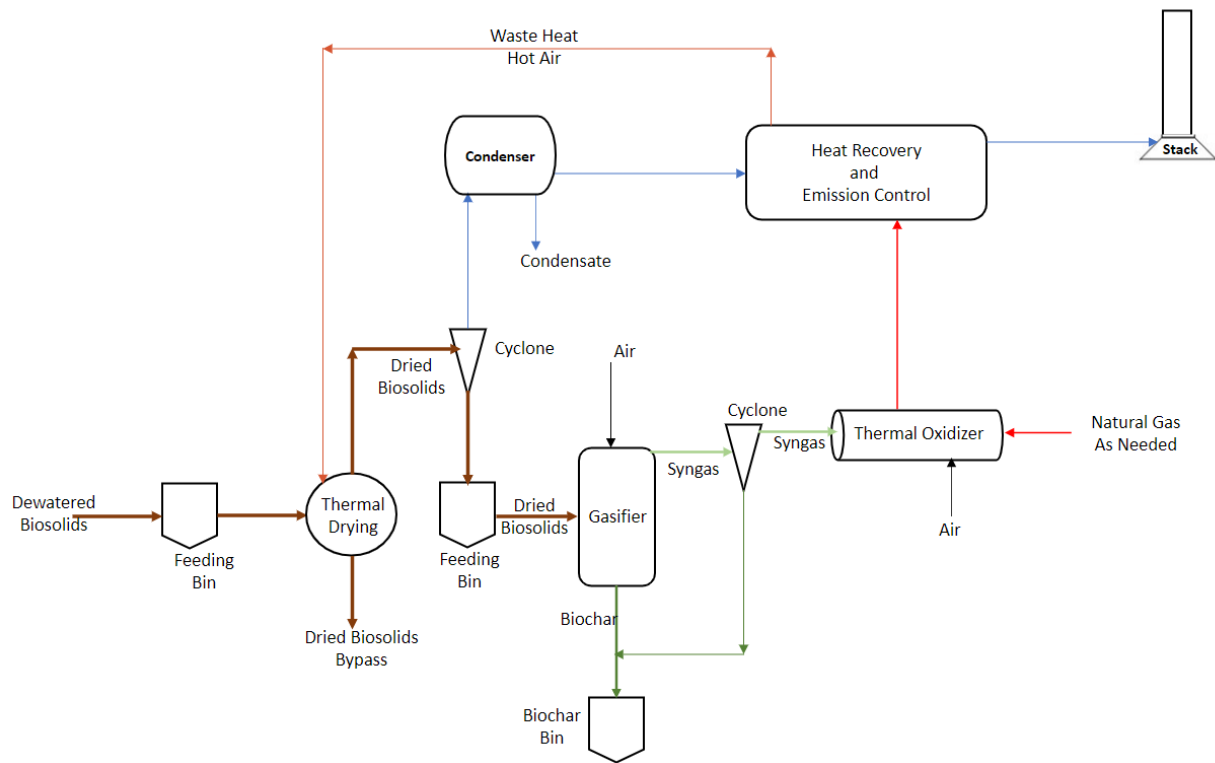 Waste Heat
Hot Air
Condenser
Heat Recovery
and
Emission Control
Stack
Condensate
Cyclone
Dried
Biosolids
Air
Cyclone
Syngas
Thermal Oxidizer
Natural Gas
As Needed
Syngas
Dewatered
Biosolids
Feeding
Bin
Thermal
Drying
Feeding
Bin
Dried
Biosolids
Gasifier
Air
Dried Biosolids
Bypass
Biochar
Biochar
Bin